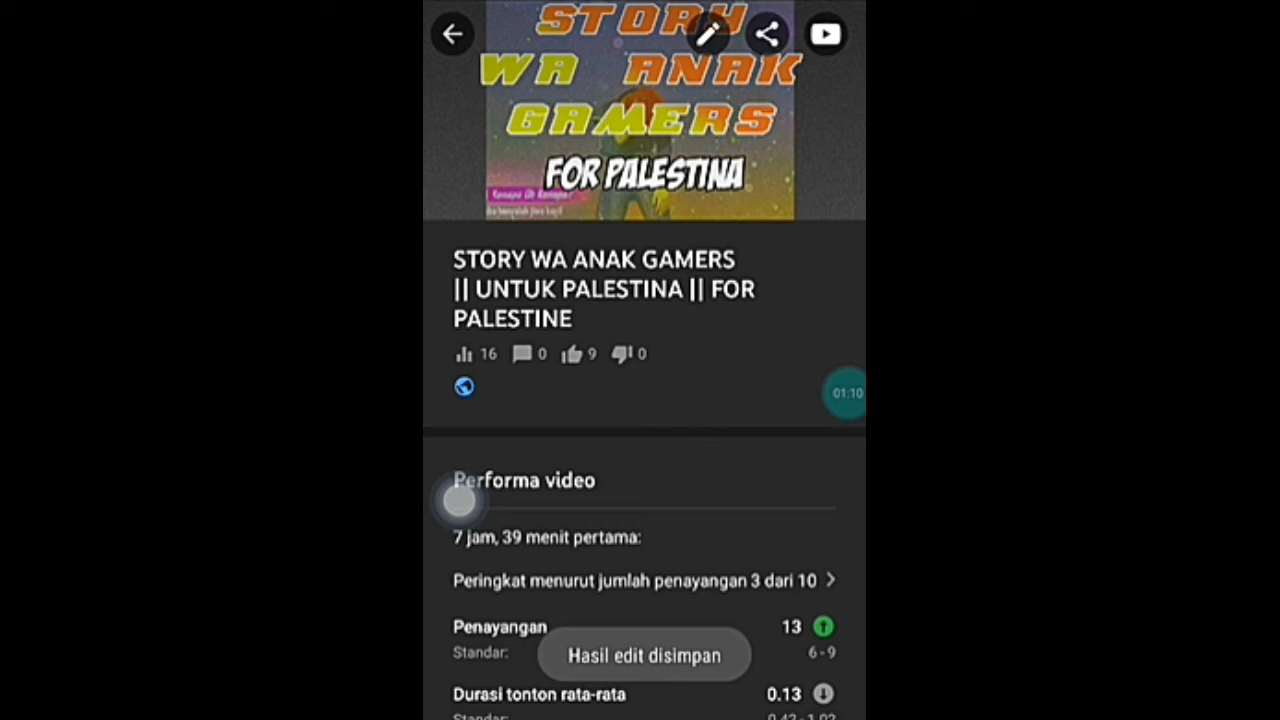 STORY
WA ANAK
GAMERS
FOR PALESTINA
STORY WA ANAK GAMERS
|| UNTUK PALESTINA || FOR
PALESTINE
16 0 9 0
01:10
Performa video
7 jam, 39 menit pertama:
Peringkat menurut jumlah penayangan 3 dari 10
Penayangan 13
Standar: 6 - 9
Hasil edit disimpan
Durasi tonton rata-rata 0.13